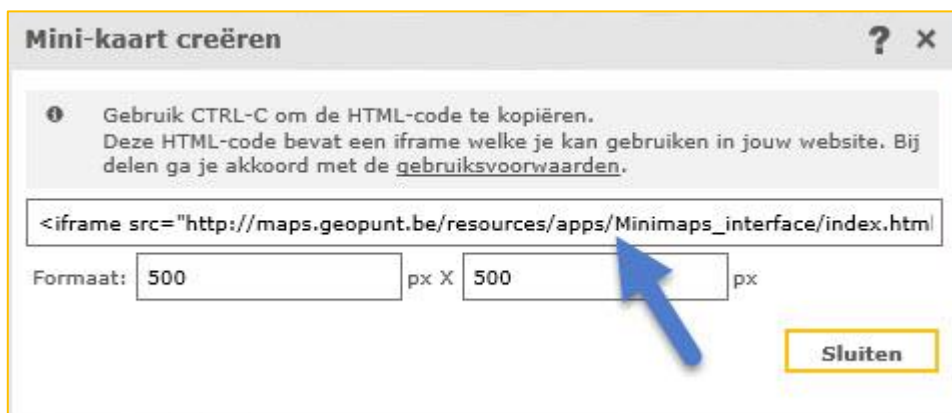 Mini-kaart creëren ? ×
Gebruik CTRL-C om de HTML-code te kopiëren.
Deze HTML-code bevat een iframe welke je kan gebruiken in jouw website. Bij
delen ga je akkoord met de gebruiksvoorwaarden.
<iframe src="http://maps.geopunt.be/resources/apps/Minimaps_interface/index.html
Formaat: 500 px X 500 px
Sluiten